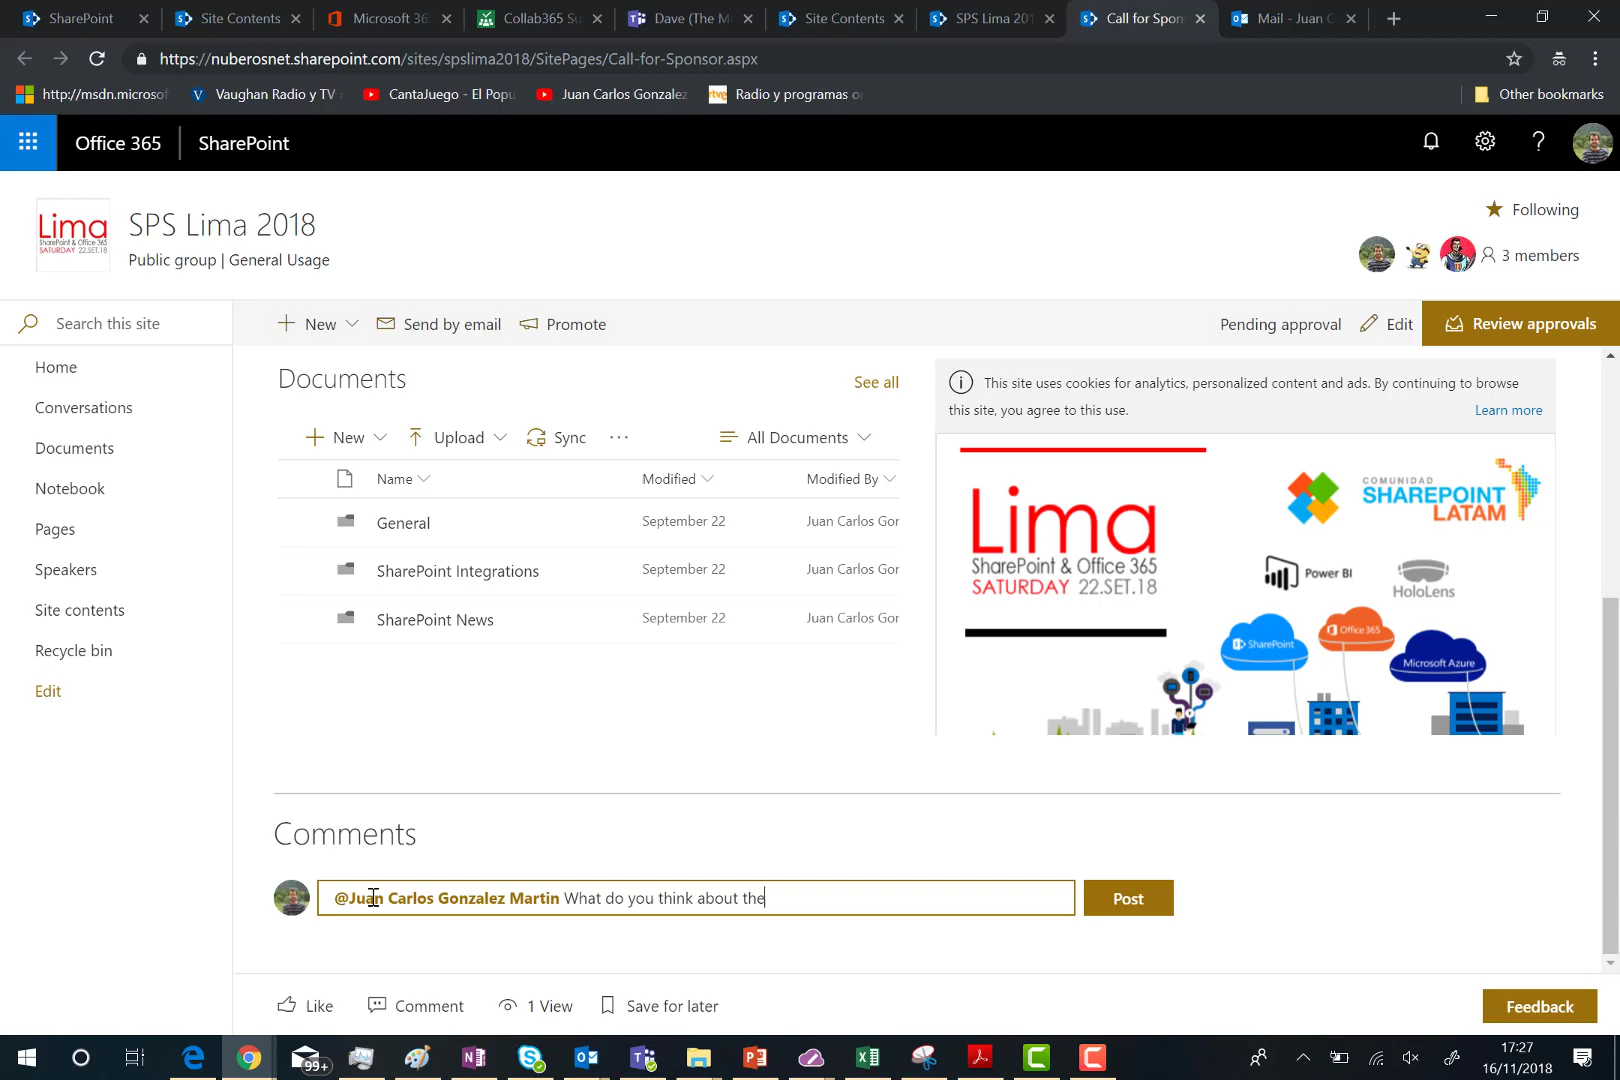 SharePoint
Site Contents
Microsoft 36
Collab365 Su
Dave (The Mi
Site Contents
SPS Lima 201
Call for Spon
Mail - Juan C
https://nuberosnet.sharepoint.com/sites/spslima2018/SitePages/Call-for-Sponsor.aspx
http://msdn.microsof
Vaughan Radio y TV
CantaJuego - El Popu
Juan Carlos Gonzalez
Radio y programas o
Other bookmarks
Office 365
SharePoint
Lima
SharePoint & Office 365
SATURDAY 22.SET.18
SPS Lima 2018
Public group | General Usage
Following
3 members
Search this site
New
Send by email
Promote
Pending approval
Edit
Review approvals
Home
Conversations
Documents
Notebook
Pages
Speakers
Site contents
Recycle bin
Edit
Documents
See all
New
Upload
Sync
All Documents
Name
Modified
Modified By
General
September 22
Juan Carlos Gor
SharePoint Integrations
September 22
Juan Carlos Gor
SharePoint News
September 22
Juan Carlos Gor
This site uses cookies for analytics, personalized content and ads. By continuing to browse
this site, you agree to this use.
Learn more
Lima
SharePoint & Office 365
SATURDAY 22.SET.18
COMUNIDAD
SHAREPOINT
LATAM
Power BI
HoloLens
SharePoint
Office 365
Microsoft Azure
Comments
@Juan Carlos Gonzalez Martin What do you think about the
Post
Like
Comment
1 View
Save for later
Feedback
99+
17:27
16/11/2018